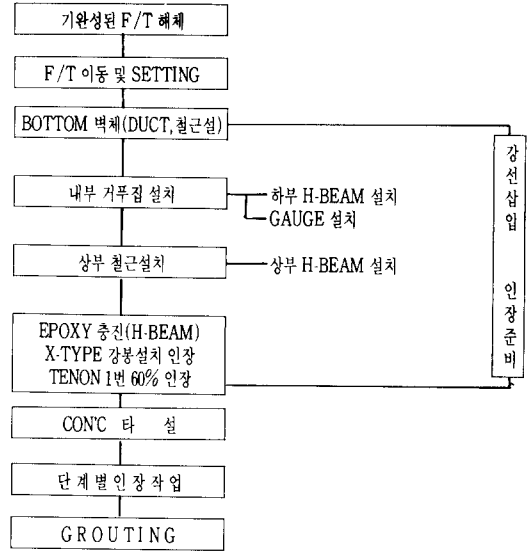 기완성된 F/T 해체
F/T 이동 및 SETTING
BOTTOM 벽체(DUCT,철근설)
내부 거푸집 설치
하부 H-BEAM 설치
GAUGE 설치
상부 철근설치
상부 H-BEAM 설치
강선삽입 인장준비
EPOXY 충진(H-BEAM)
X-TYPE 강봉설치 인장
TENON 1번 60% 인장
CON'C 타 설
단계별인장작업
GROUTING